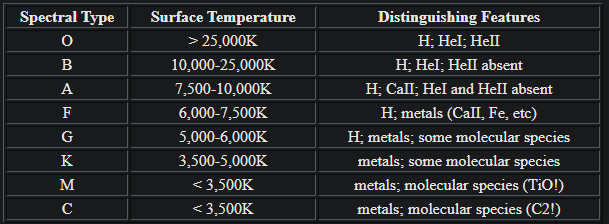 Spectral Type Surface Temperature Distinguishing Features
O > 25,000K H; HeI; HeII
B 10,000-25,000K H; HeI; HeII absent
A 7,500-10,000K H; CaII; HeI and HeII absent
F 6,000-7,500K H; metals (CaII, Fe, etc)
G 5,000-6,000K H; metals; some molecular species
K 3,500-5,000K metals; some molecular species
M < 3,500K metals; molecular species (TiO!)
C < 3,500K metals; molecular species (C2!)